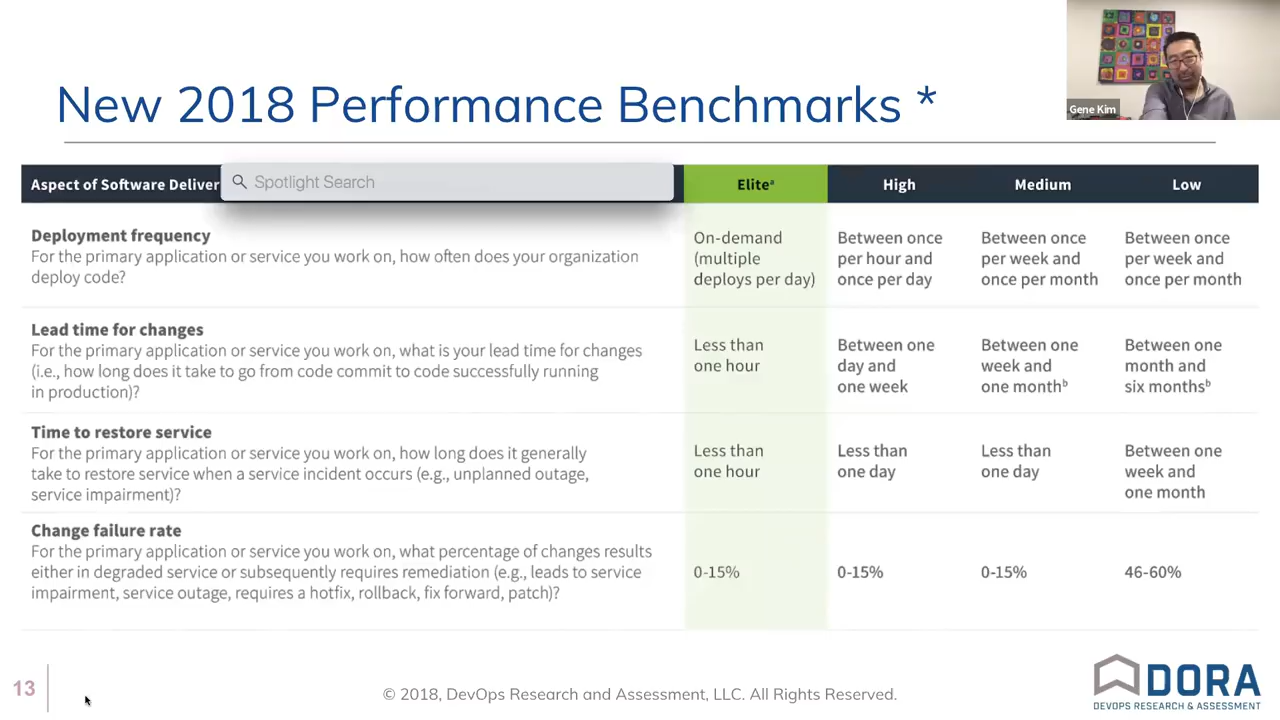 New 2018 Performance Benchmarks *
Gene Kim
Aspect of Software Deliver
Spotlight Search
Eliteᵃ
High
Medium
Low
Deployment frequency
For the primary application or service you work on, how often does your organization
deploy code?
On-demand
(multiple
deploys per day)
Between once
per hour and
once per day
Between once
per week and
once per month
Between once
per week and
once per month
Lead time for changes
For the primary application or service you work on, what is your lead time for changes
(i.e., how long does it take to go from code commit to code successfully running
in production)?
Less than
one hour
Between one
day and
one week
Between one
week and
one monthᵇ
Between one
month and
six monthsᵇ
Time to restore service
For the primary application or service you work on, how long does it generally
take to restore service when a service incident occurs (e.g., unplanned outage,
service impairment)?
Less than
one hour
Less than
one day
Less than
one day
Between one
week and
one month
Change failure rate
For the primary application or service you work on, what percentage of changes results
either in degraded service or subsequently requires remediation (e.g., leads to service
impairment, service outage, requires a hotfix, rollback, fix forward, patch)?
0-15%
0-15%
0-15%
46-60%
13
© 2018, DevOps Research and Assessment, LLC. All Rights Reserved.
DORA
DEVOPS RESEARCH & ASSESSMENT